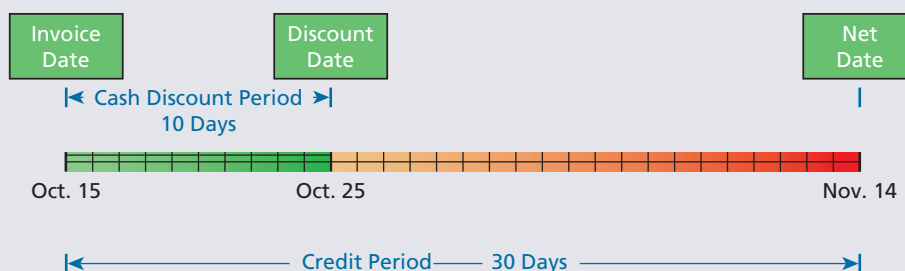 Invoice
Date
Discount
Date
Net
Date
Cash Discount Period
10 Days
Oct. 15
Oct. 25
Nov. 14
Credit Period
30 Days